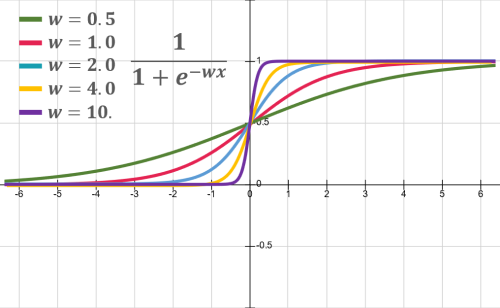 w = 0.5
w = 1.0
w = 2.0
w = 4.0
w = 10.
1
1 + e^{-wx}
1
0.5
0
-0.5
-6 -5 -4 -3 -2 -1 0 1 2 3 4 5 6